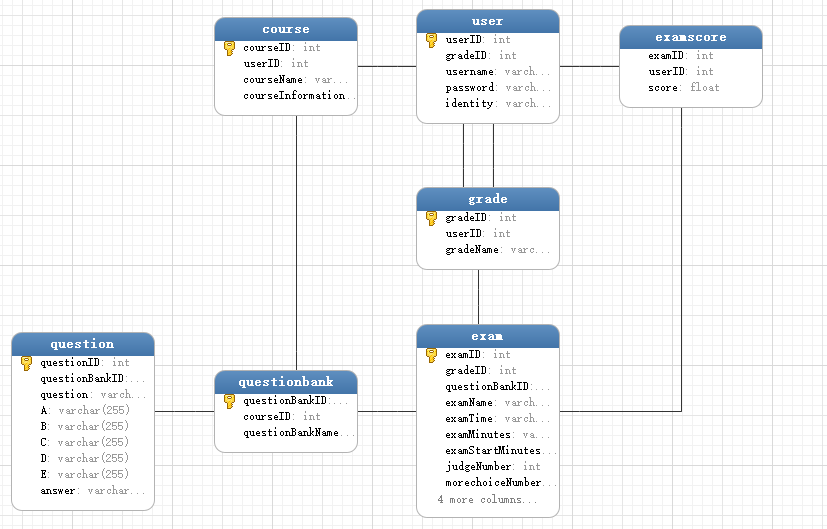 course
courseID: int
userID: int
courseName: var...
courseInformation...
user
userID: int
gradeID: int
username: varch...
password: varch...
identity: varch...
examscore
examID: int
userID: int
score: float
grade
gradeID: int
userID: int
gradeName: varc...
question
questionID: int
questionBankID:...
question: varch...
A: varchar(255)
B: varchar(255)
C: varchar(255)
D: varchar(255)
E: varchar(255)
answer: varchar...
questionbank
questionBankID:...
courseID: int
questionBankName...
exam
examID: int
gradeID: int
questionBankID:...
examName: varch...
examTime: varch...
examMinutes: va...
examStartMinutes...
judgeNumber: int
morechoiceNumber...
4 more columns...